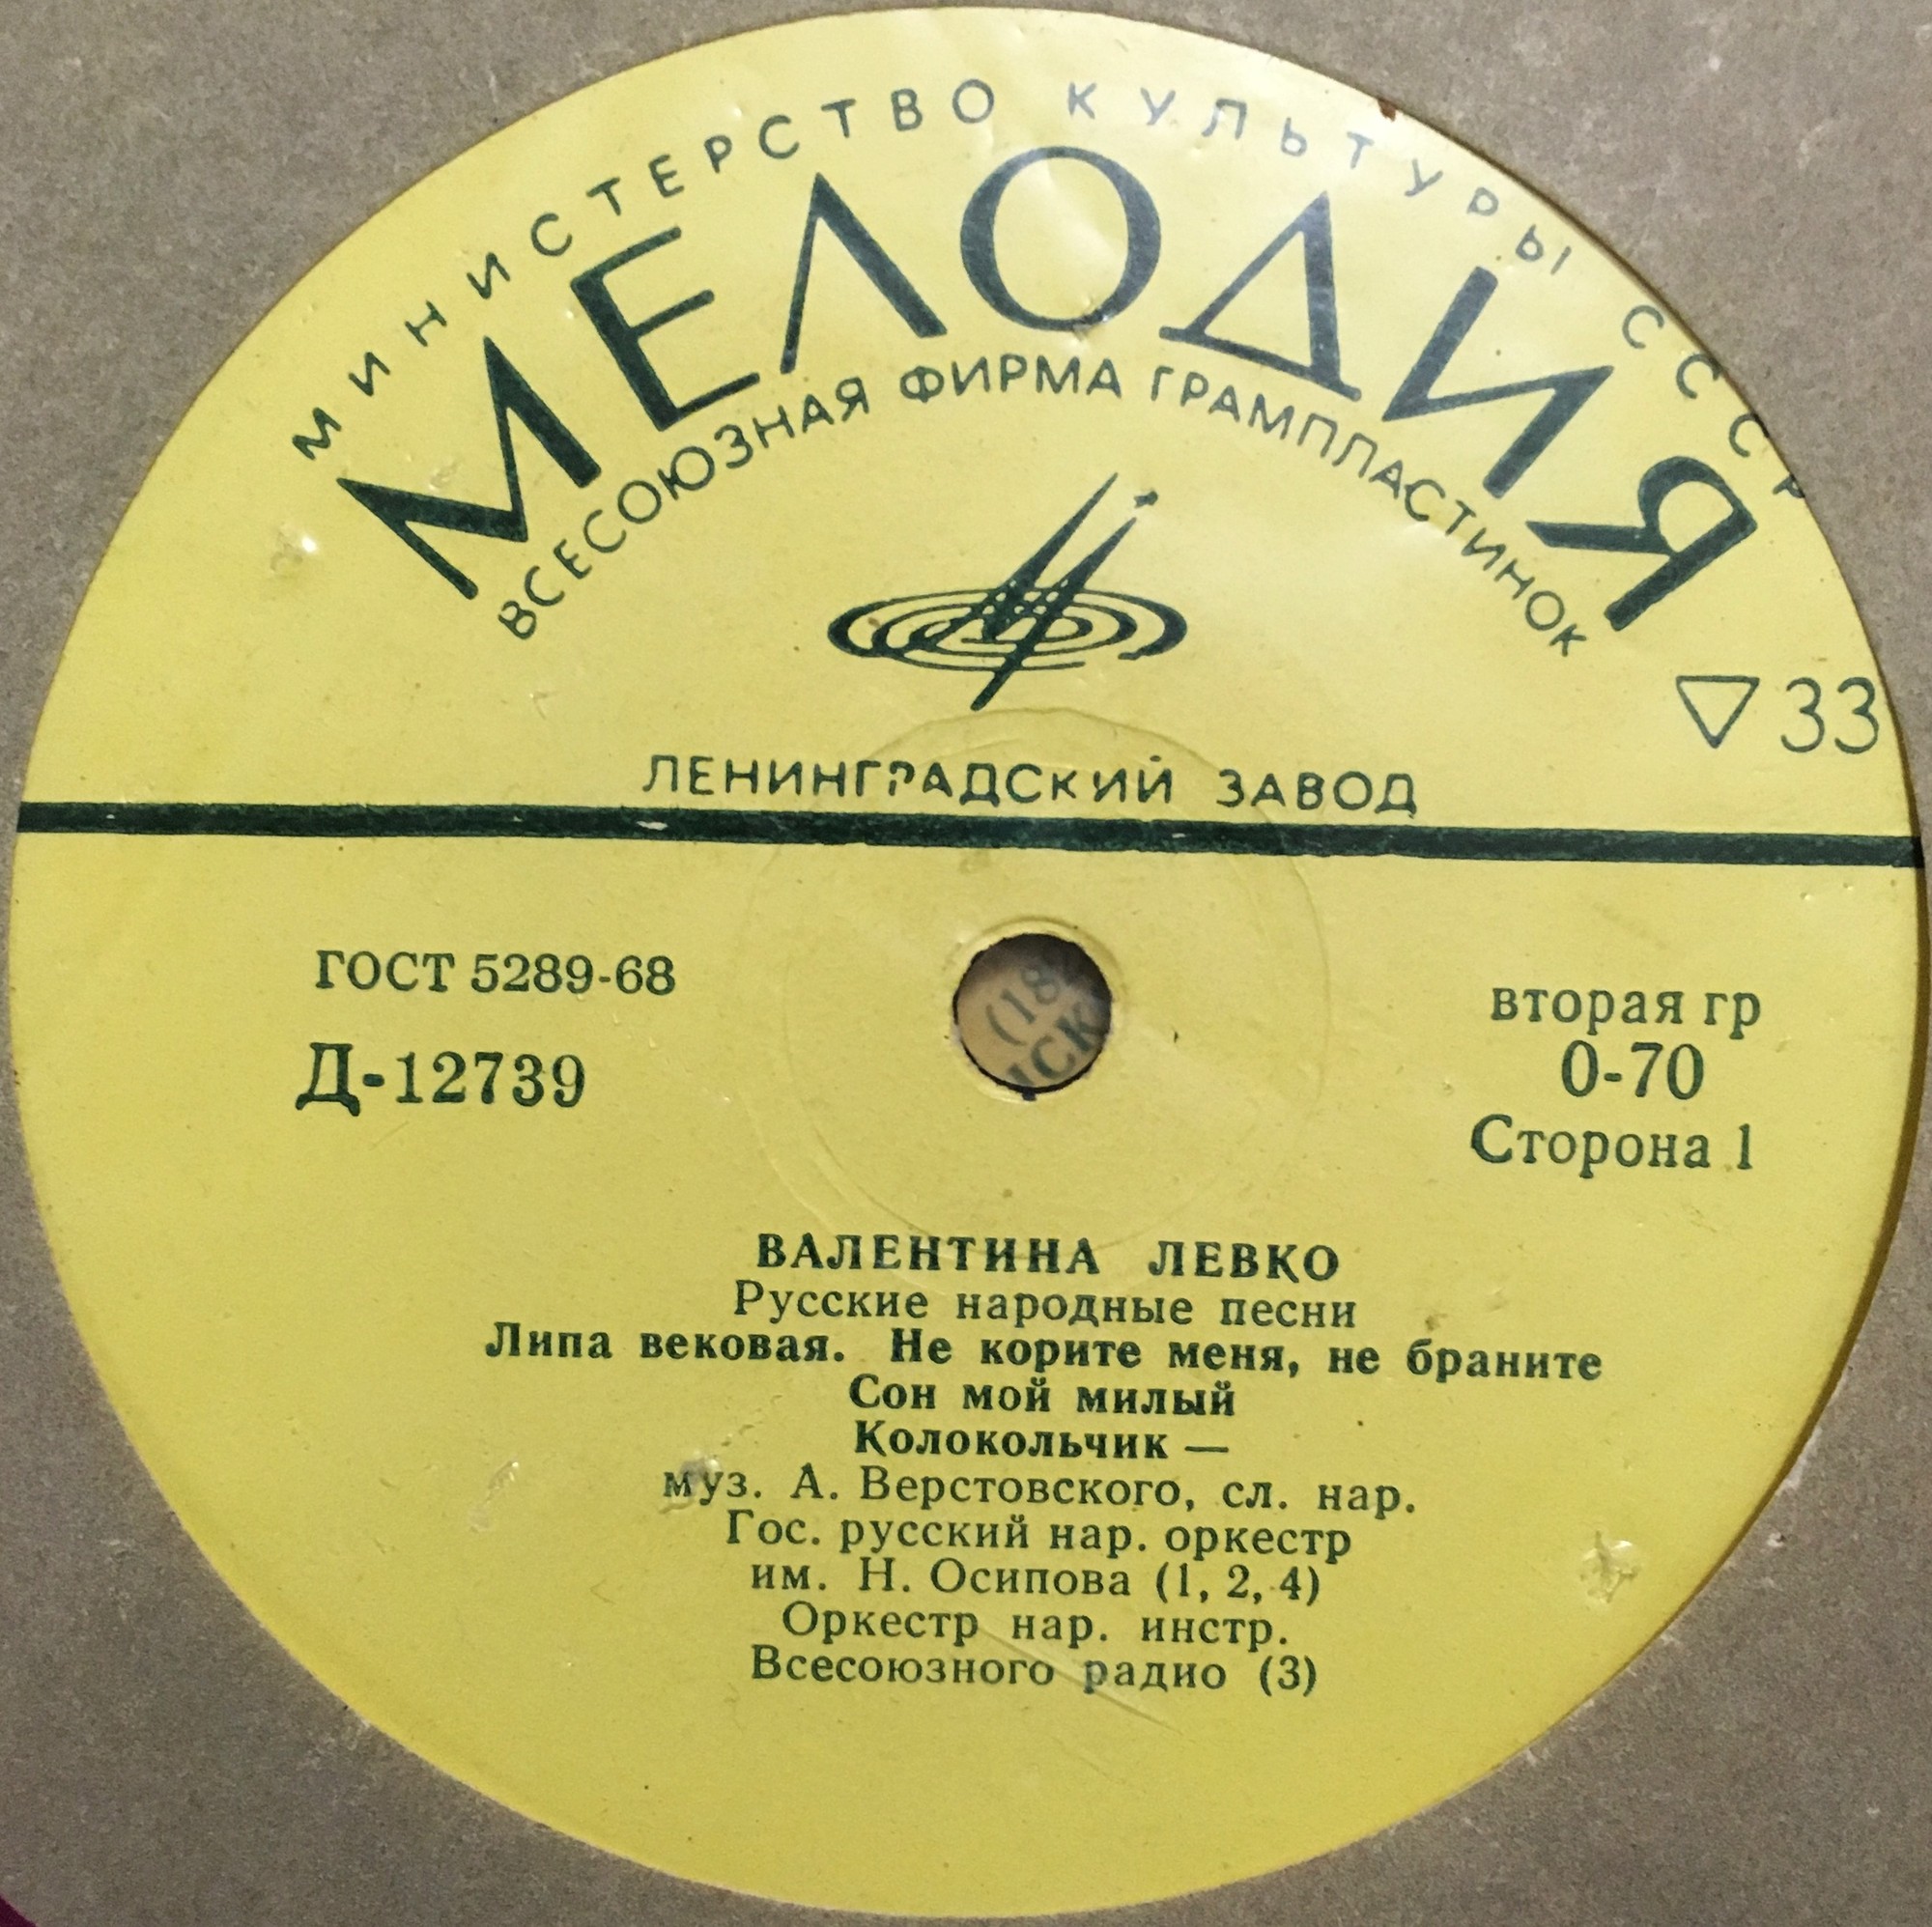 МИНИСТЕРСТВО КУЛЬТУРЫ СССР
МЕЛОДИЯ
ВСЕСОЮЗНАЯ ФИРМА ГРАМПЛАСТИНОК
33
ЛЕНИНГРАДСКИЙ ЗАВОД
ГОСТ 5289-68
Д-12739
вторая гр
0-70
Сторона 1
ВАЛЕНТИНА ЛЕВКО
Русские народные песни
Липа вековая. Не корите меня, не браните
Сон мой милый
Колокольчик —
муз. А. Верстовского, сл. нар.
Гос. русский нар. оркестр
им. Н. Осипова (1, 2, 4)
Оркестр нар. инстр.
Всесоюзного радио (3)